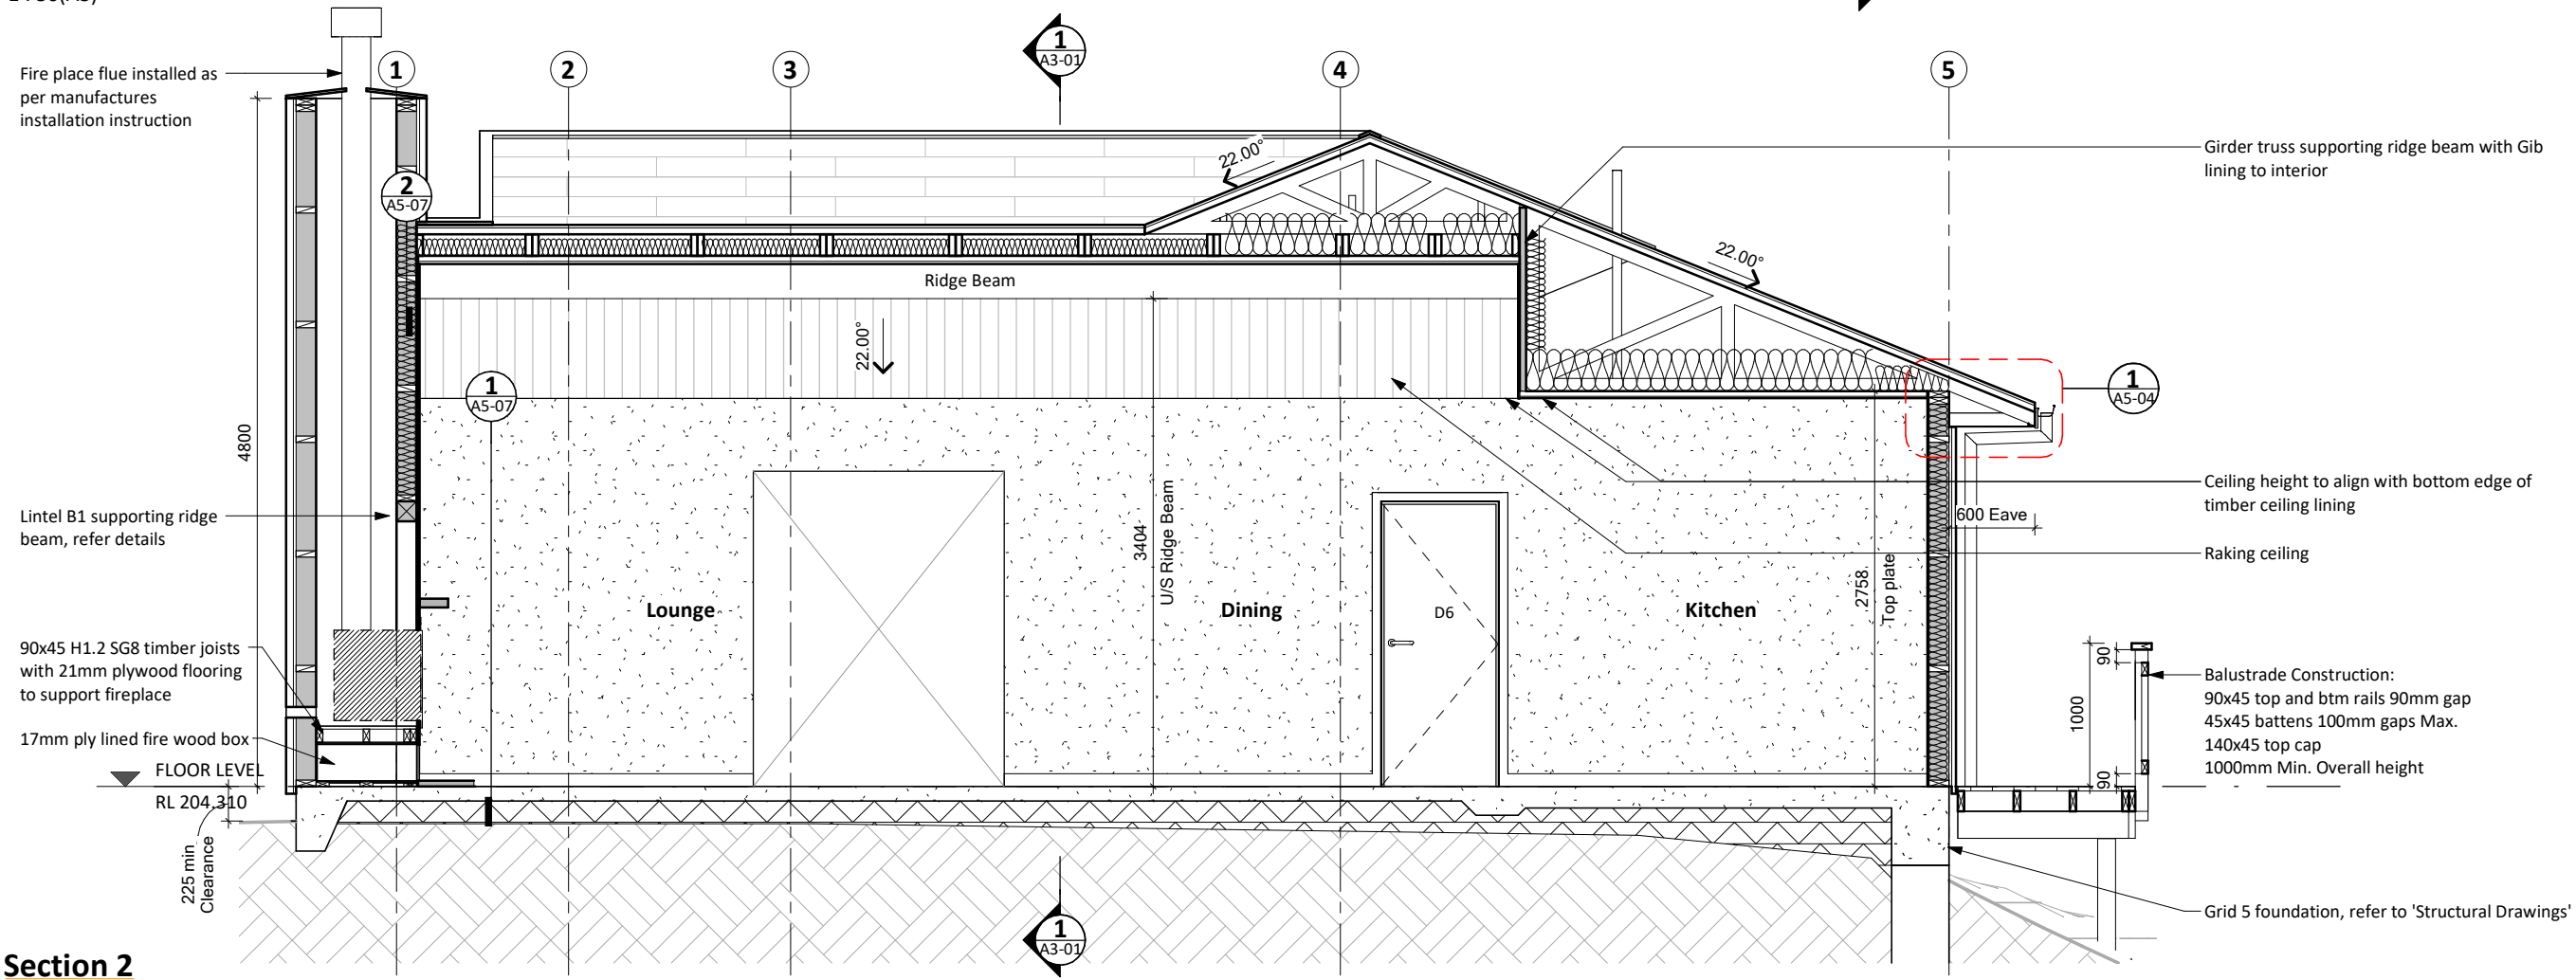 Fire place flue installed as
per manufactures
installation instruction
1
2
3
1
A3-01
4
5
2
A5-07
22.00°
Girder truss supporting ridge beam with Gib
lining to interior
22.00°
Ridge Beam
22.00°
1
A5-07
1
A5-04
4800
3404
U/S Ridge Beam
2758
Top plate
600 Eave
Ceiling height to align with bottom edge of
timber ceiling lining
Raking ceiling
Lintel B1 supporting ridge
beam, refer details
Lounge
Dining
D6
Kitchen
90x45 H1.2 SG8 timber joists
with 21mm plywood flooring
to support fireplace
17mm ply lined fire wood box
FLOOR LEVEL
RL 204.310
225 min
Clearance
1000
90
90
Balustrade Construction:
90x45 top and btm rails 90mm gap
45x45 battens 100mm gaps Max.
140x45 top cap
1000mm Min. Overall height
Grid 5 foundation, refer to 'Structural Drawings'
1
A3-01
Section 2